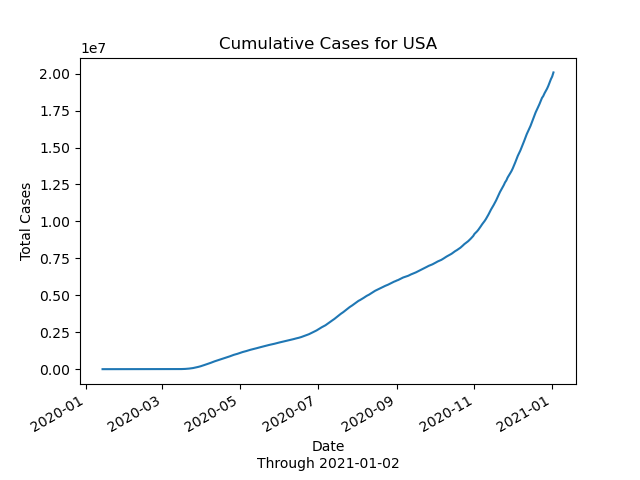 Cumulative Cases for USA
1e7
2.00
1.75
1.50
1.25
1.00
0.75
0.50
0.25
0.00
Total Cases
2020-01 2020-03 2020-05 2020-07 2020-09 2020-11 2021-01
Date
Through 2021-01-02